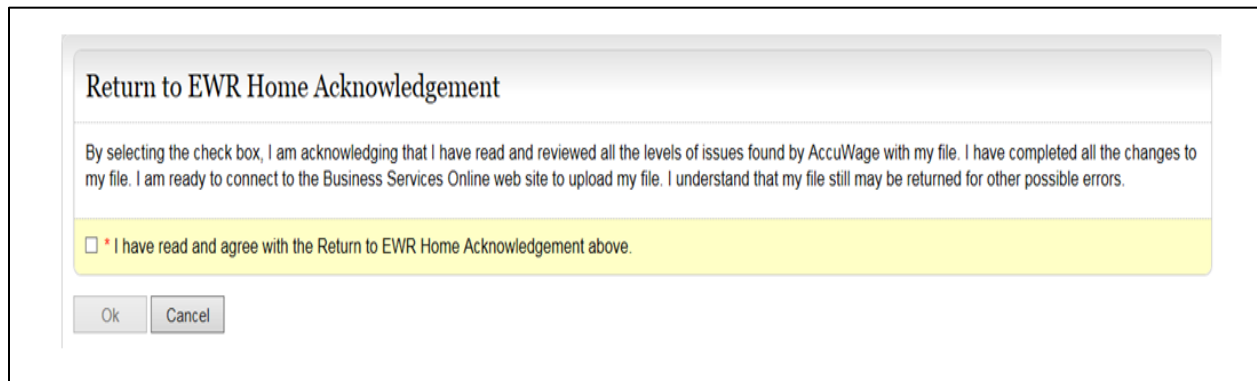 Return to EWR Home Acknowledgement
By selecting the check box, I am acknowledging that I have read and reviewed all the levels of issues found by AccuWage with my file. I have completed all the changes to
my file. I am ready to connect to the Business Services Online web site to upload my file. I understand that my file still may be returned for other possible errors.
* I have read and agree with the Return to EWR Home Acknowledgement above.
Ok Cancel